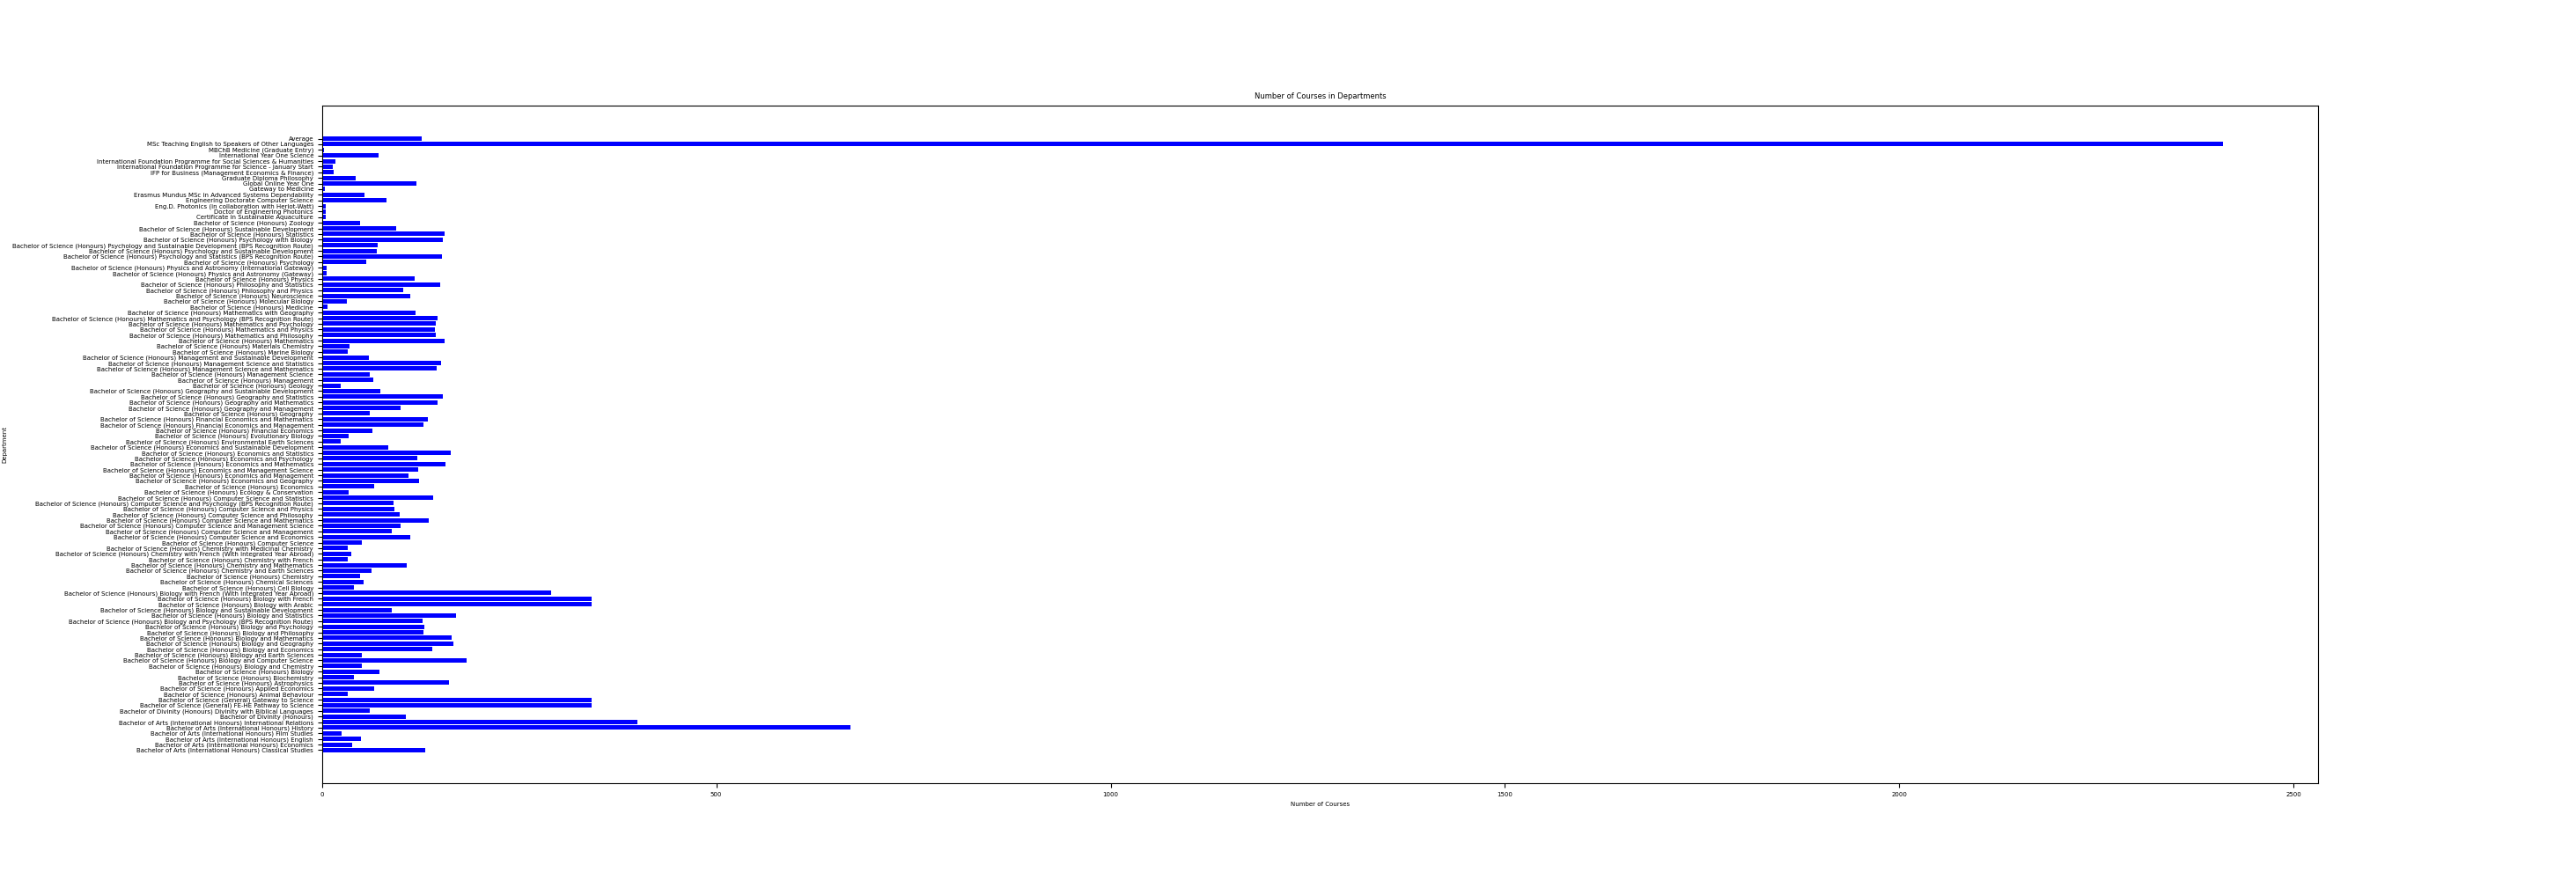 Number of Courses in Departments
Average
MSc Teaching English to Speakers of Other Languages
MBChB Medicine (Graduate Entry)
International Year One Science
International Foundation Programme for Social Sciences & Humanities
International Foundation Programme for Science - January Start
IFP for Business (Management Economics & Finance)
Graduate Diploma Philosophy
Global Online Year One
Gateway to Medicine
Erasmus Mundus MSc in Advanced Systems Dependability
Engineering Doctorate Computer Science
Eng.D. Photonics (in collaboration with Heriot-Watt)
Doctor of Engineering Photonics
Certificate in Sustainable Aquaculture
Bachelor of Science (Honours) Zoology
Bachelor of Science (Honours) Sustainable Development
Bachelor of Science (Honours) Statistics
Bachelor of Science (Honours) Psychology with Biology
Bachelor of Science (Honours) Psychology and Sustainable Development (BPS Recognition Route)
Bachelor of Science (Honours) Psychology and Sustainable Development
Bachelor of Science (Honours) Psychology and Statistics (BPS Recognition Route)
Bachelor of Science (Honours) Psychology
Bachelor of Science (Honours) Physics and Astronomy (International Gateway)
Bachelor of Science (Honours) Physics and Astronomy (Gateway)
Bachelor of Science (Honours) Physics
Bachelor of Science (Honours) Philosophy and Statistics
Bachelor of Science (Honours) Philosophy and Physics
Bachelor of Science (Honours) Neuroscience
Bachelor of Science (Honours) Molecular Biology
Bachelor of Science (Honours) Medicine
Bachelor of Science (Honours) Mathematics with Geography
Bachelor of Science (Honours) Mathematics and Psychology (BPS Recognition Route)
Bachelor of Science (Honours) Mathematics and Psychology
Bachelor of Science (Honours) Mathematics and Physics
Bachelor of Science (Honours) Mathematics and Philosophy
Bachelor of Science (Honours) Mathematics
Bachelor of Science (Honours) Materials Chemistry
Bachelor of Science (Honours) Marine Biology
Bachelor of Science (Honours) Management and Sustainable Development
Bachelor of Science (Honours) Management Science and Statistics
Bachelor of Science (Honours) Management Science and Mathematics
Bachelor of Science (Honours) Management Science
Bachelor of Science (Honours) Management
Bachelor of Science (Honours) Geology
Bachelor of Science (Honours) Geography and Sustainable Development
Bachelor of Science (Honours) Geography and Statistics
Bachelor of Science (Honours) Geography and Mathematics
Bachelor of Science (Honours) Geography and Management
Bachelor of Science (Honours) Geography
Bachelor of Science (Honours) Financial Economics and Mathematics
Bachelor of Science (Honours) Financial Economics and Management
Bachelor of Science (Honours) Financial Economics
Bachelor of Science (Honours) Evolutionary Biology
Bachelor of Science (Honours) Environmental Earth Sciences
Bachelor of Science (Honours) Economics and Sustainable Development
Bachelor of Science (Honours) Economics and Statistics
Bachelor of Science (Honours) Economics and Psychology
Bachelor of Science (Honours) Economics and Mathematics
Bachelor of Science (Honours) Economics and Management Science
Bachelor of Science (Honours) Economics and Management
Bachelor of Science (Honours) Economics and Geography
Bachelor of Science (Honours) Economics
Bachelor of Science (Honours) Ecology & Conservation
Bachelor of Science (Honours) Computer Science and Statistics
Bachelor of Science (Honours) Computer Science and Psychology (BPS Recognition Route)
Bachelor of Science (Honours) Computer Science and Physics
Bachelor of Science (Honours) Computer Science and Philosophy
Bachelor of Science (Honours) Computer Science and Mathematics
Bachelor of Science (Honours) Computer Science and Management Science
Bachelor of Science (Honours) Computer Science and Management
Bachelor of Science (Honours) Computer Science and Economics
Bachelor of Science (Honours) Computer Science
Bachelor of Science (Honours) Chemistry with Medicinal Chemistry
Bachelor of Science (Honours) Chemistry with French (With Integrated Year Abroad)
Bachelor of Science (Honours) Chemistry with French
Bachelor of Science (Honours) Chemistry and Mathematics
Bachelor of Science (Honours) Chemistry and Earth Sciences
Bachelor of Science (Honours) Chemistry
Bachelor of Science (Honours) Chemical Sciences
Bachelor of Science (Honours) Cell Biology
Bachelor of Science (Honours) Biology with French (With Integrated Year Abroad)
Bachelor of Science (Honours) Biology with French
Bachelor of Science (Honours) Biology with Arabic
Bachelor of Science (Honours) Biology and Sustainable Development
Bachelor of Science (Honours) Biology and Statistics
Bachelor of Science (Honours) Biology and Psychology (BPS Recognition Route)
Bachelor of Science (Honours) Biology and Psychology
Bachelor of Science (Honours) Biology and Philosophy
Bachelor of Science (Honours) Biology and Mathematics
Bachelor of Science (Honours) Biology and Geography
Bachelor of Science (Honours) Biology and Economics
Bachelor of Science (Honours) Biology and Earth Sciences
Bachelor of Science (Honours) Biology and Computer Science
Bachelor of Science (Honours) Biology and Chemistry
Bachelor of Science (Honours) Biology
Bachelor of Science (Honours) Biochemistry
Bachelor of Science (Honours) Astrophysics
Bachelor of Science (Honours) Applied Economics
Bachelor of Science (Honours) Animal Behaviour
Bachelor of Science (General) Gateway to Science
Bachelor of Science (General) FE-HE Pathway to Science
Bachelor of Divinity (Honours) Divinity with Biblical Languages
Bachelor of Divinity (Honours)
Bachelor of Arts (International Honours) International Relations
Bachelor of Arts (International Honours) History
Bachelor of Arts (International Honours) Film Studies
Bachelor of Arts (International Honours) English
Bachelor of Arts (International Honours) Economics
Bachelor of Arts (International Honours) Classical Studies
Department
0 500 1000 1500 2000 2500
Number of Courses